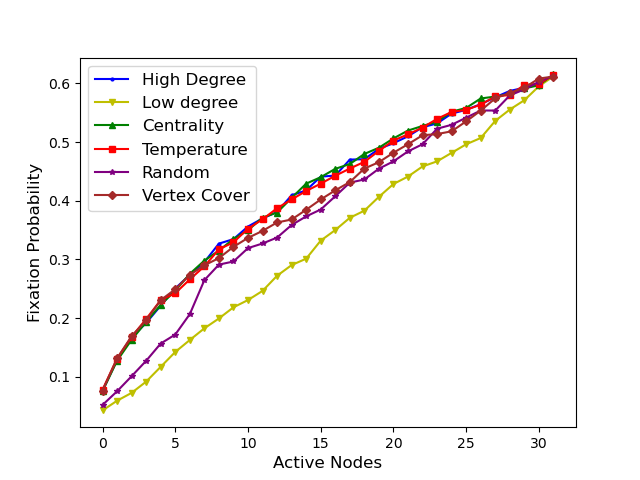 High Degree
Low degree
Centrality
Temperature
Random
Vertex Cover
Fixation Probability
0.6
0.5
0.4
0.3
0.2
0.1
0 5 10 15 20 25 30
Active Nodes